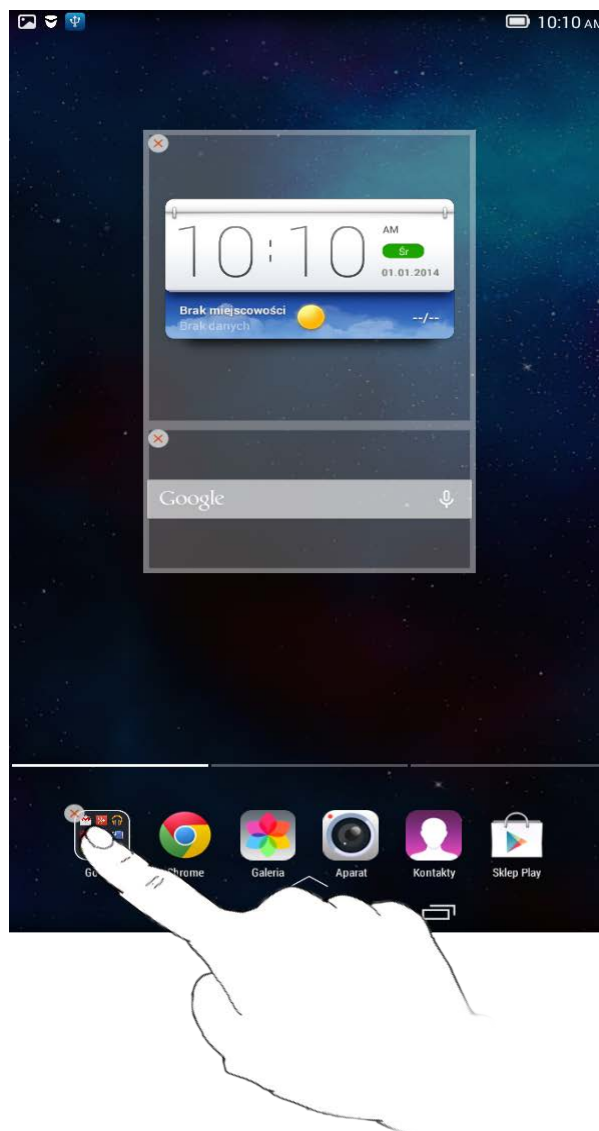 10:10 AM
10:10
AM
Śr
01.01.2014
Brak miejscowości
Brak danych
--/--
Google
Chrome
Galeria
Aparat
Kontakty
Sklep Play